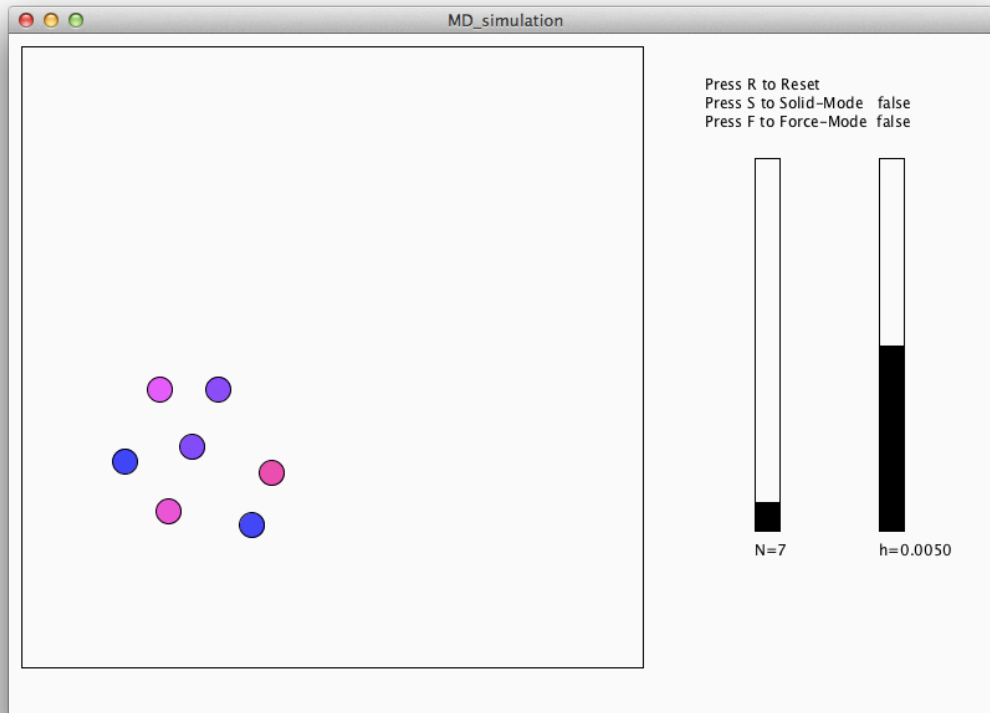 MD_simulation
Press R to Reset
Press S to Solid-Mode false
Press F to Force-Mode false
N=7
h=0.0050